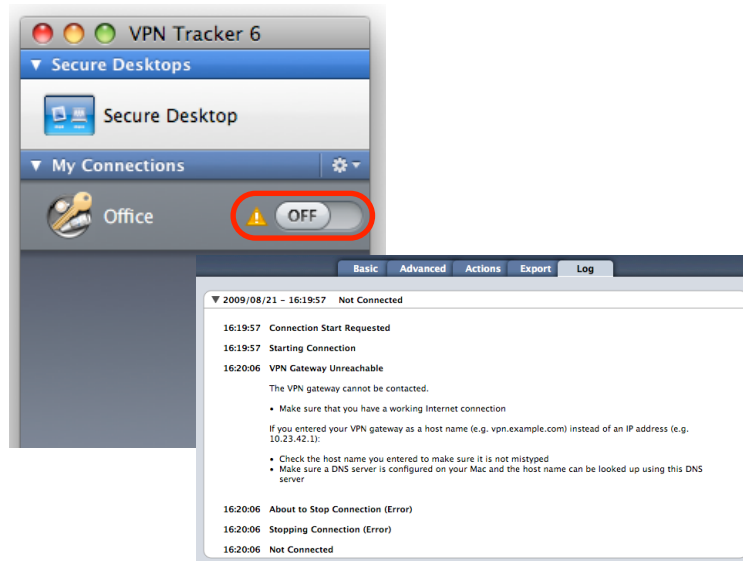 VPN Tracker 6
Secure Desktops
Secure Desktop
My Connections
Office
OFF
Basic Advanced Actions Export Log
2009/08/21 - 16:19:57 Not Connected
16:19:57 Connection Start Requested
16:19:57 Starting Connection
16:20:06 VPN Gateway Unreachable
The VPN gateway cannot be contacted.
• Make sure that you have a working Internet connection
If you entered your VPN gateway as a host name (e.g. vpn.example.com) instead of an IP address (e.g.
10.23.42.1):
• Check the host name you entered to make sure it is not mistyped
• Make sure a DNS server is configured on your Mac and the host name can be looked up using this DNS
server
16:20:06 About to Stop Connection (Error)
16:20:06 Stopping Connection (Error)
16:20:06 Not Connected